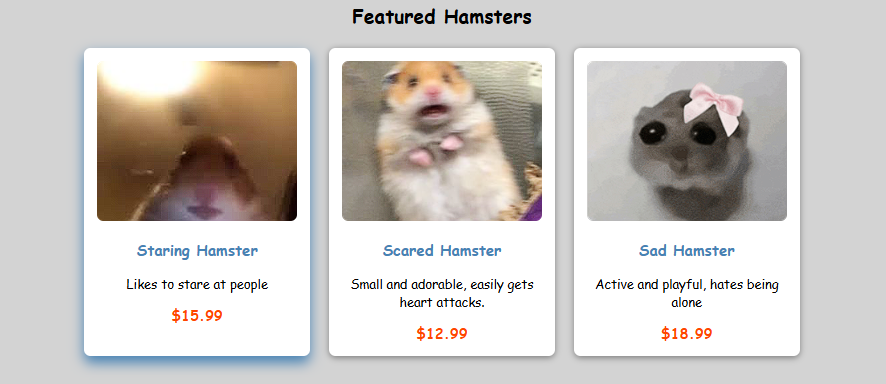 Featured Hamsters
Staring Hamster
Likes to stare at people
$15.99
Scared Hamster
Small and adorable, easily gets
heart attacks.
$12.99
Sad Hamster
Active and playful, hates being
alone
$18.99